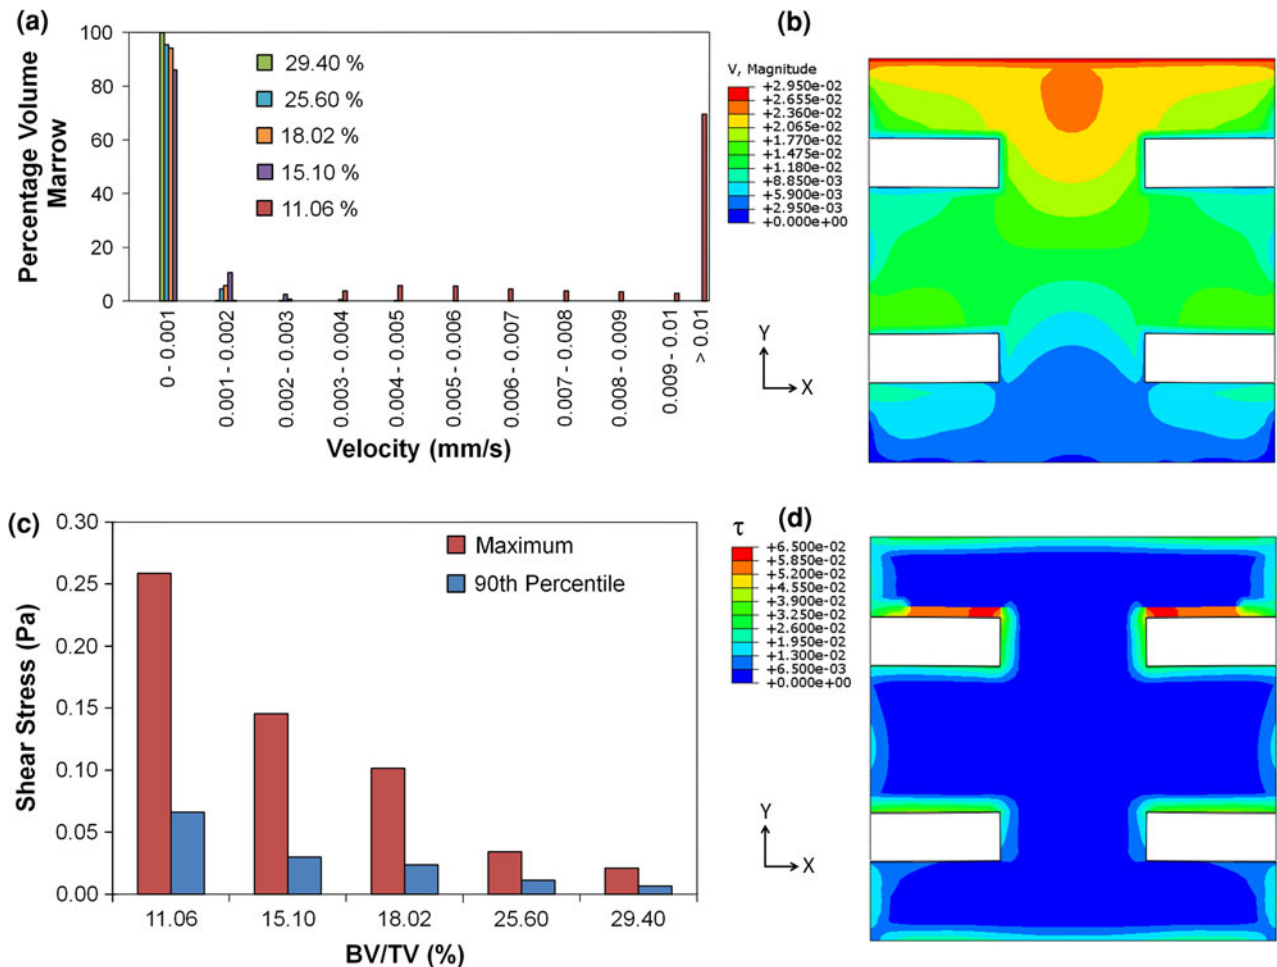 (a)
Percentage Volume
Marrow
100
80
60
40
20
0
29.40 %
25.60 %
18.02 %
15.10 %
11.06 %
0 - 0.001
0.001 - 0.002
0.002 - 0.003
0.003 - 0.004
0.004 - 0.005
0.005 - 0.006
0.006 - 0.007
0.007 - 0.008
0.008 - 0.009
0.009 - 0.01
> 0.01
Velocity (mm/s)
(b)
V, Magnitude
+2.950e-02
+2.655e-02
+2.360e-02
+2.065e-02
+1.770e-02
+1.475e-02
+1.180e-02
+8.850e-03
+5.900e-03
+2.950e-03
+0.000e+00
Y
X
(c)
Shear Stress (Pa)
0.30
0.25
0.20
0.15
0.10
0.05
0.00
Maximum
90th Percentile
11.06
15.10
18.02
25.60
29.40
BV/TV (%)
(d)
τ
+6.500e-02
+5.850e-02
+5.200e-02
+4.550e-02
+3.900e-02
+3.250e-02
+2.600e-02
+1.950e-02
+1.300e-02
+6.500e-03
+0.000e+00
Y
X